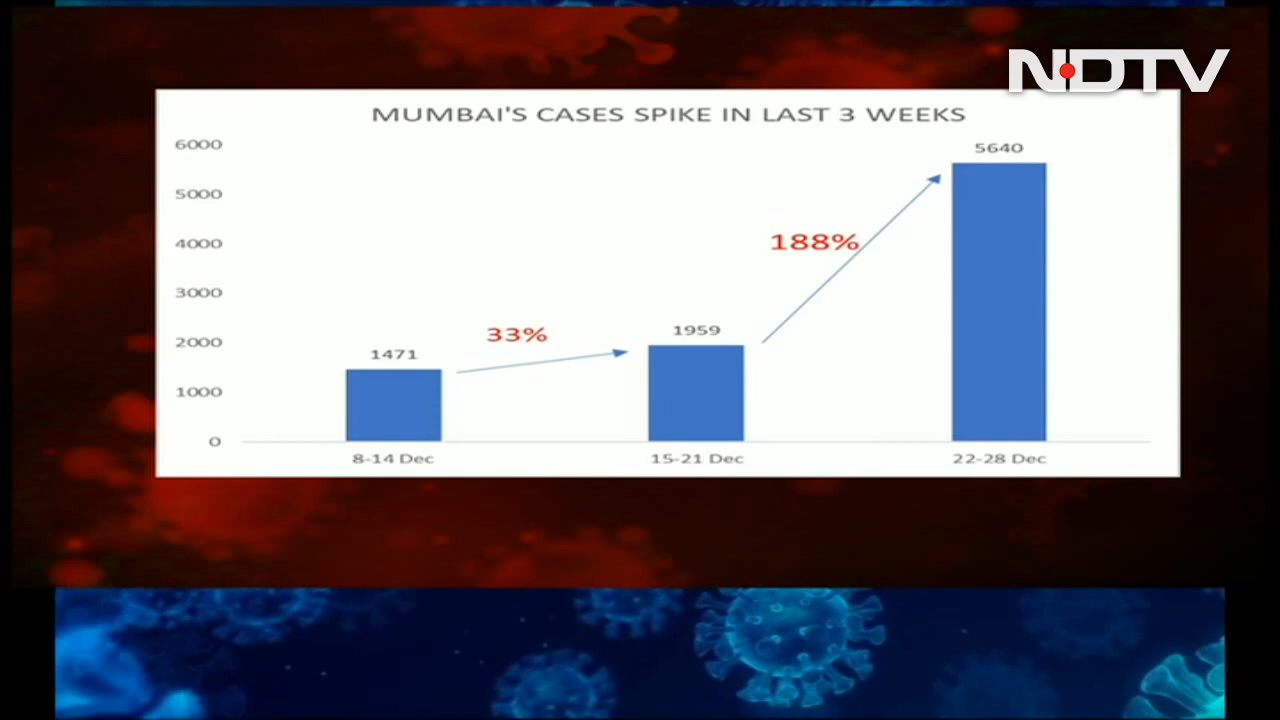 NDTV
MUMBAI'S CASES SPIKE IN LAST 3 WEEKS
6000
5000
4000
3000
2000
1000
0
1471
33%
1959
188%
5640
8-14 Dec
15-21 Dec
22-28 Dec